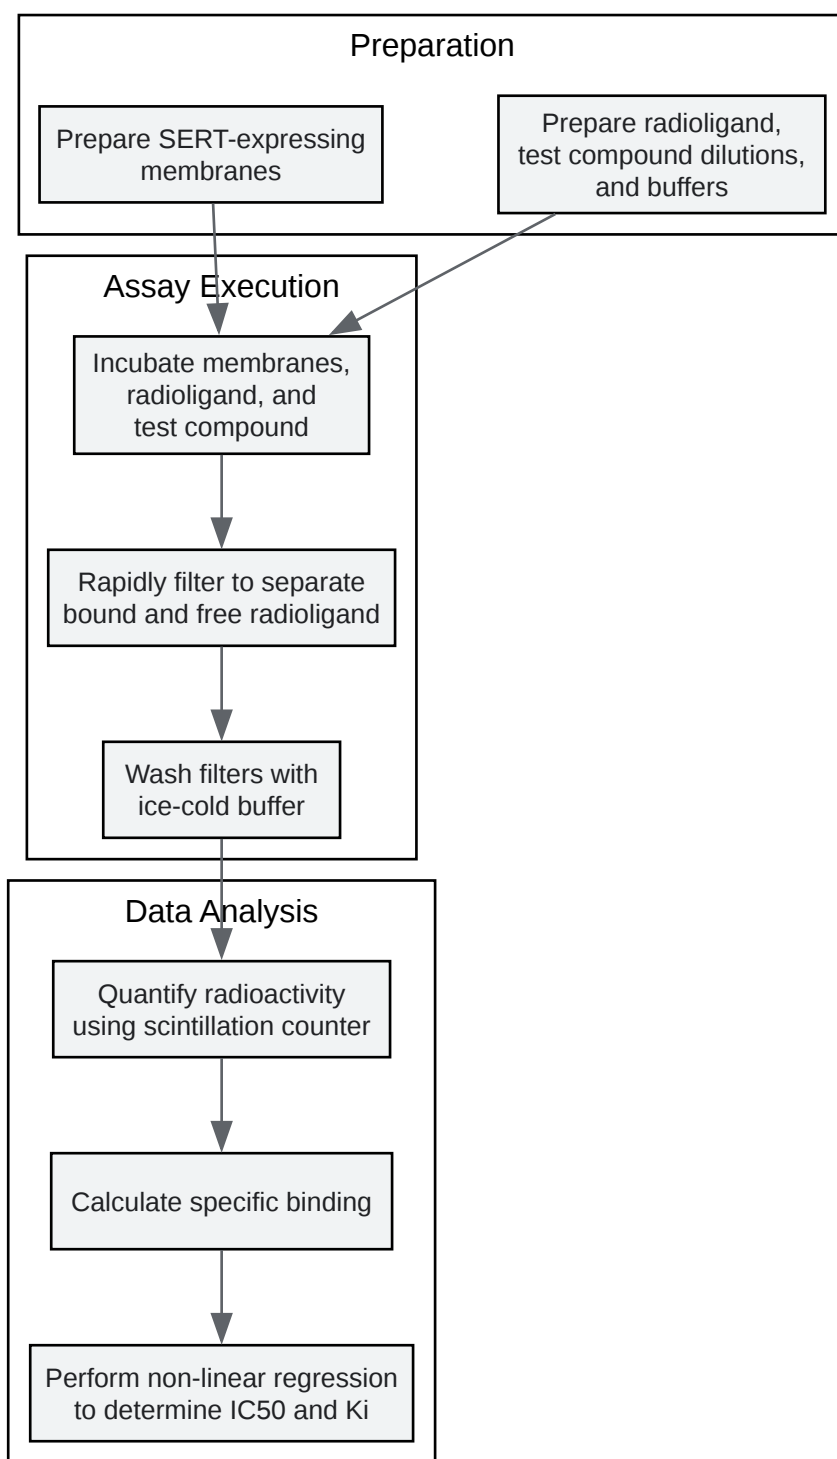 Preparation
Prepare SERT-expressing
membranes
Prepare radioligand,
test compound dilutions,
and buffers
Assay Execution
Incubate membranes,
radioligand, and
test compound
Rapidly filter to separate
bound and free radioligand
Wash filters with
ice-cold buffer
Data Analysis
Quantify radioactivity
using scintillation counter
Calculate specific binding
Perform non-linear regression
to determine IC50 and Ki